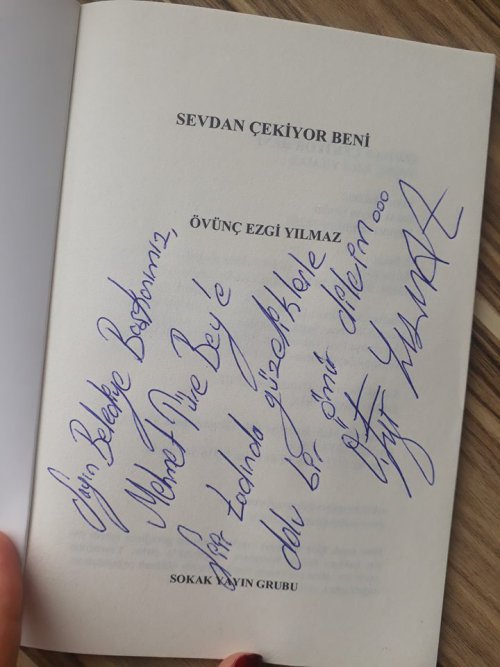 SEVDAN ÇEKİYOR BENİ
ÖVÜNÇ EZGİ YILMAZ
Sayın Belediye Başkanımız,
Mehmet Türe Bey'e
Şiir tadında güzelliklerle
dolu bir ömür dilerim...
YILMAZ
SOKAK YAYIN GRUBU